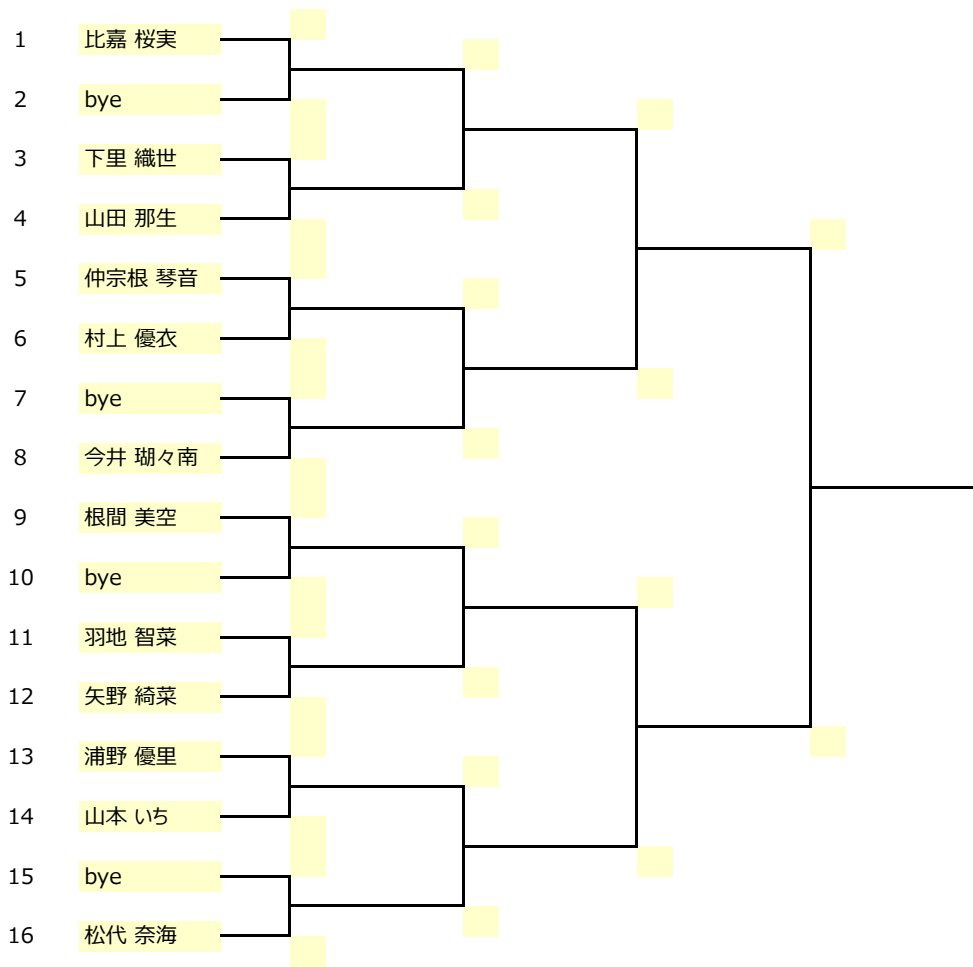 1 比嘉 桜実
2 bye
3 下里 織世
4 山田 那生
5 仲宗根 琴音
6 村上 優衣
7 bye
8 今井 瑚々南
9 根間 美空
10 bye
11 羽地 智菜
12 矢野 綺菜
13 浦野 優里
14 山本 いち
15 bye
16 松代 奈海